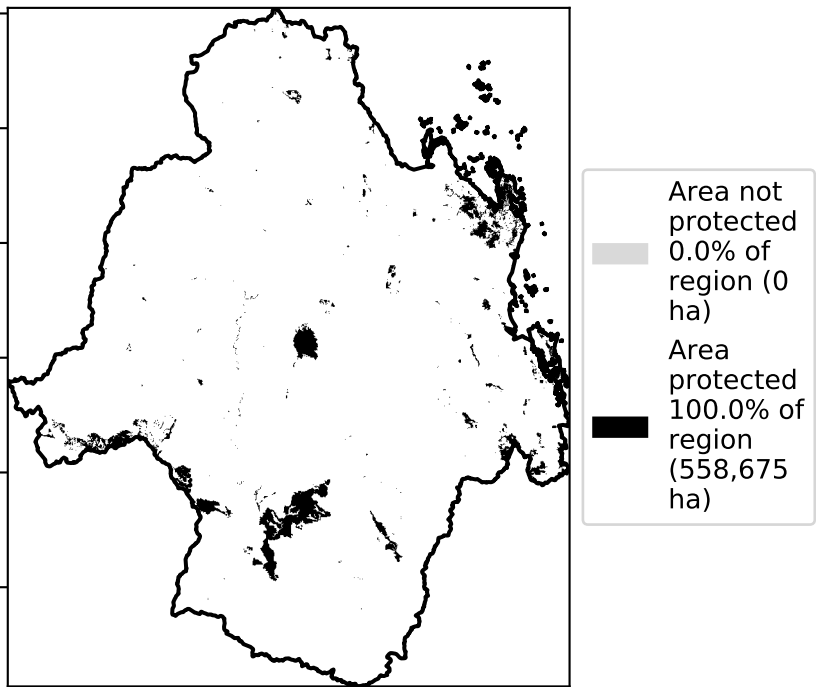 Area not
protected
0.0% of
region (0
ha)
Area
protected
100.0% of
region
(558,675
ha)